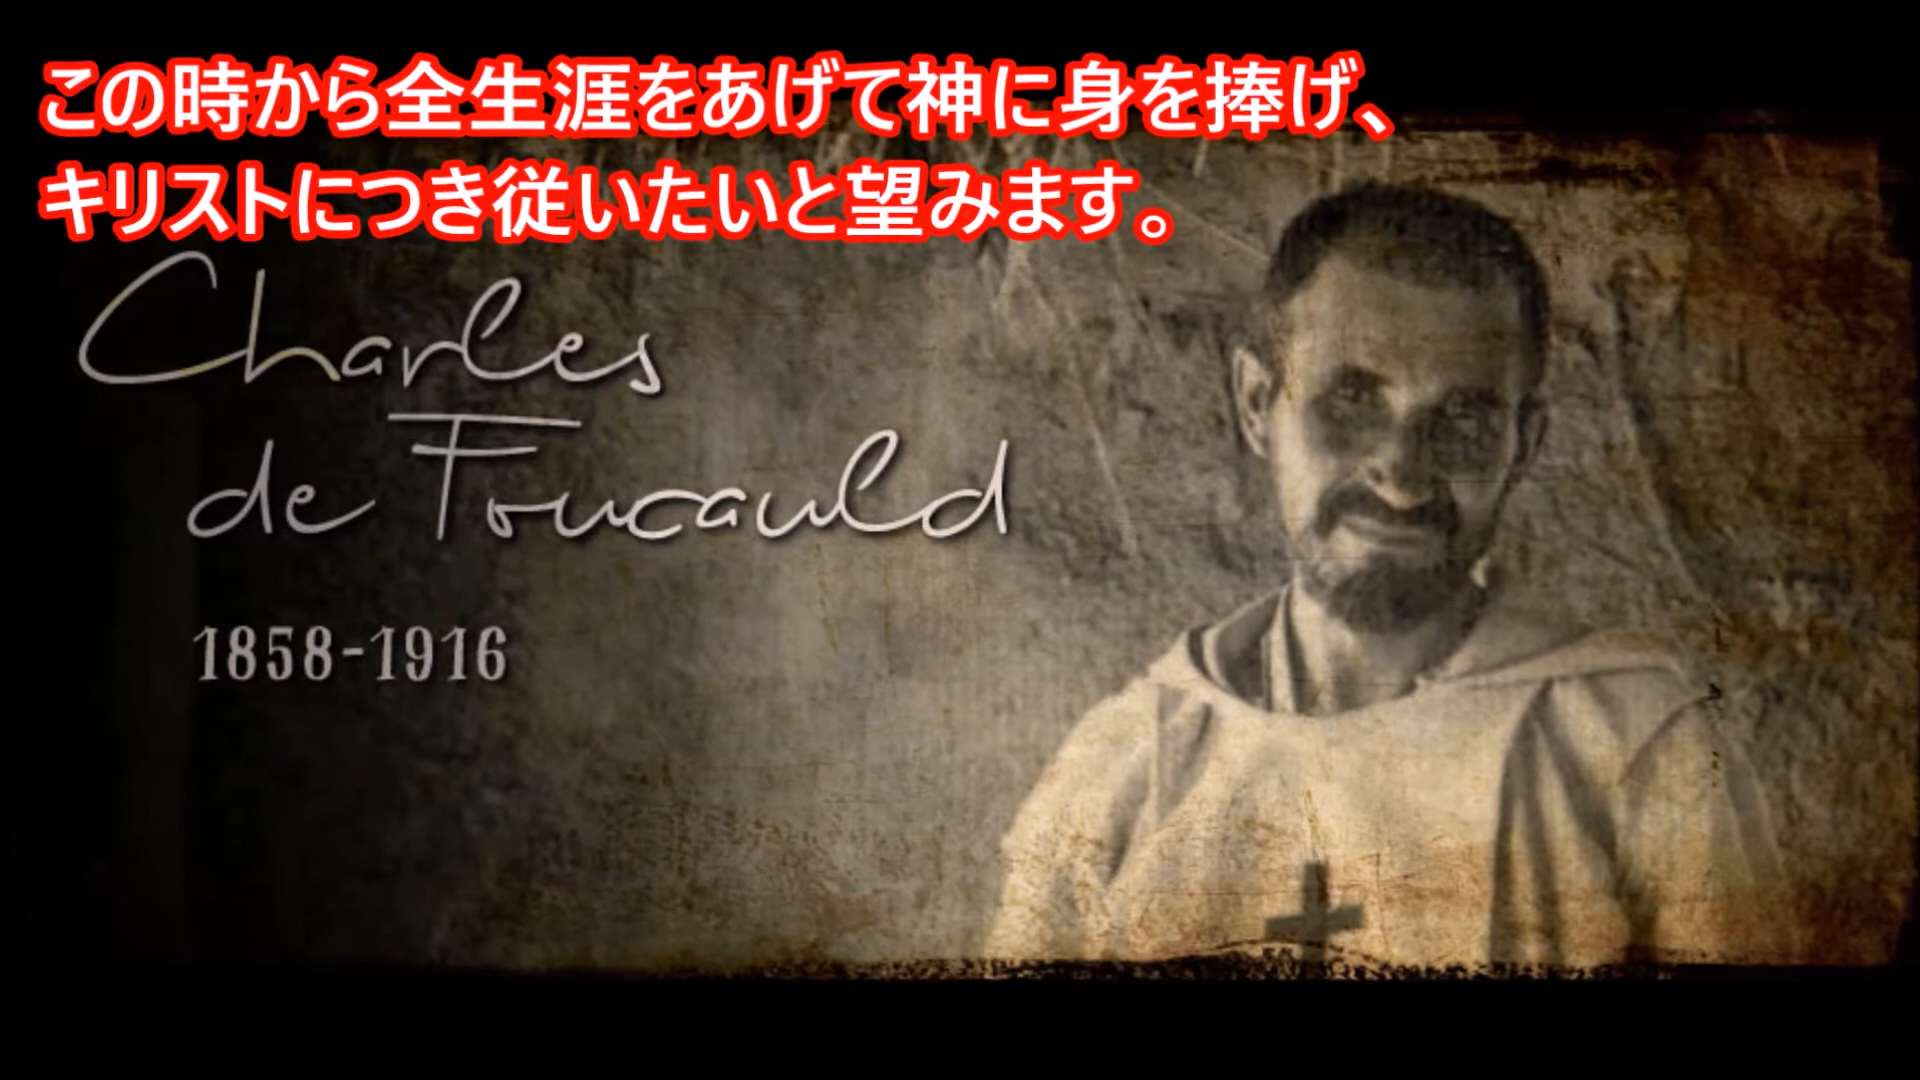 この時から全生涯をあげて神に身を捧げ、
キリストにつき従いたいと望みます。
Charles
de Foucauld
1858-1916